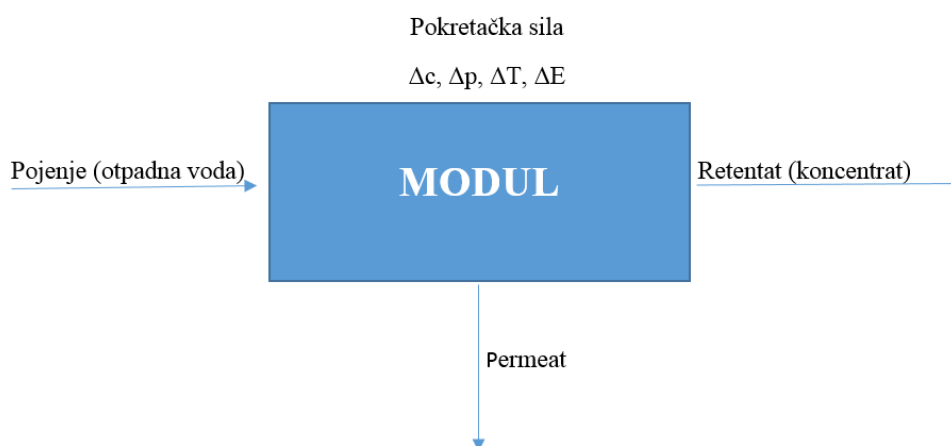 Pokretačka sila
Δc, Δp, ΔT, ΔE
Pojenje (otpadna voda)
MODUL
Retentat (koncentrat)
Permeat